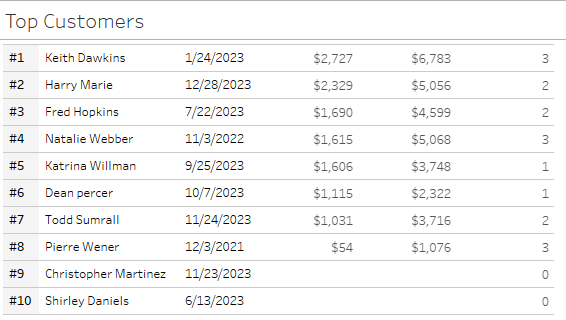 Top Customers
#1 Keith Dawkins 1/24/2023 $2,727 $6,783 3
#2 Harry Marie 12/28/2023 $2,329 $5,056 2
#3 Fred Hopkins 7/22/2023 $1,690 $4,599 2
#4 Natalie Webber 11/3/2022 $1,615 $5,068 3
#5 Katrina Willman 9/25/2023 $1,606 $3,748 1
#6 Dean percer 10/7/2023 $1,115 $2,322 1
#7 Todd Sumrall 11/24/2023 $1,031 $3,716 2
#8 Pierre Wener 12/3/2021 $54 $1,076 3
#9 Christopher Martinez 11/23/2023 0
#10 Shirley Daniels 6/13/2023 0